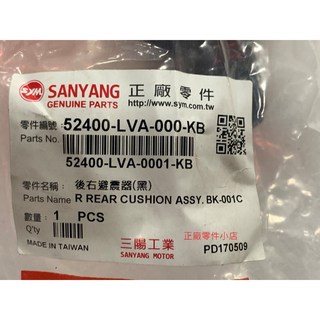 SYM SANYANG 正廠零件
GENUINE PARTS http://www.sym.com.tw
零件編號: 52400-LVA-000-KB
Parts No.
52400-LVA-0001-KB
零件名稱: 後右避震器(黑)
Parts Name R REAR CUSHION ASSY. BK-001C
數量: 1 PCS
Q'ty
MADE IN TAIWAN
三陽工業
SANYANG MOTOR
正廠零件小店
PD170509